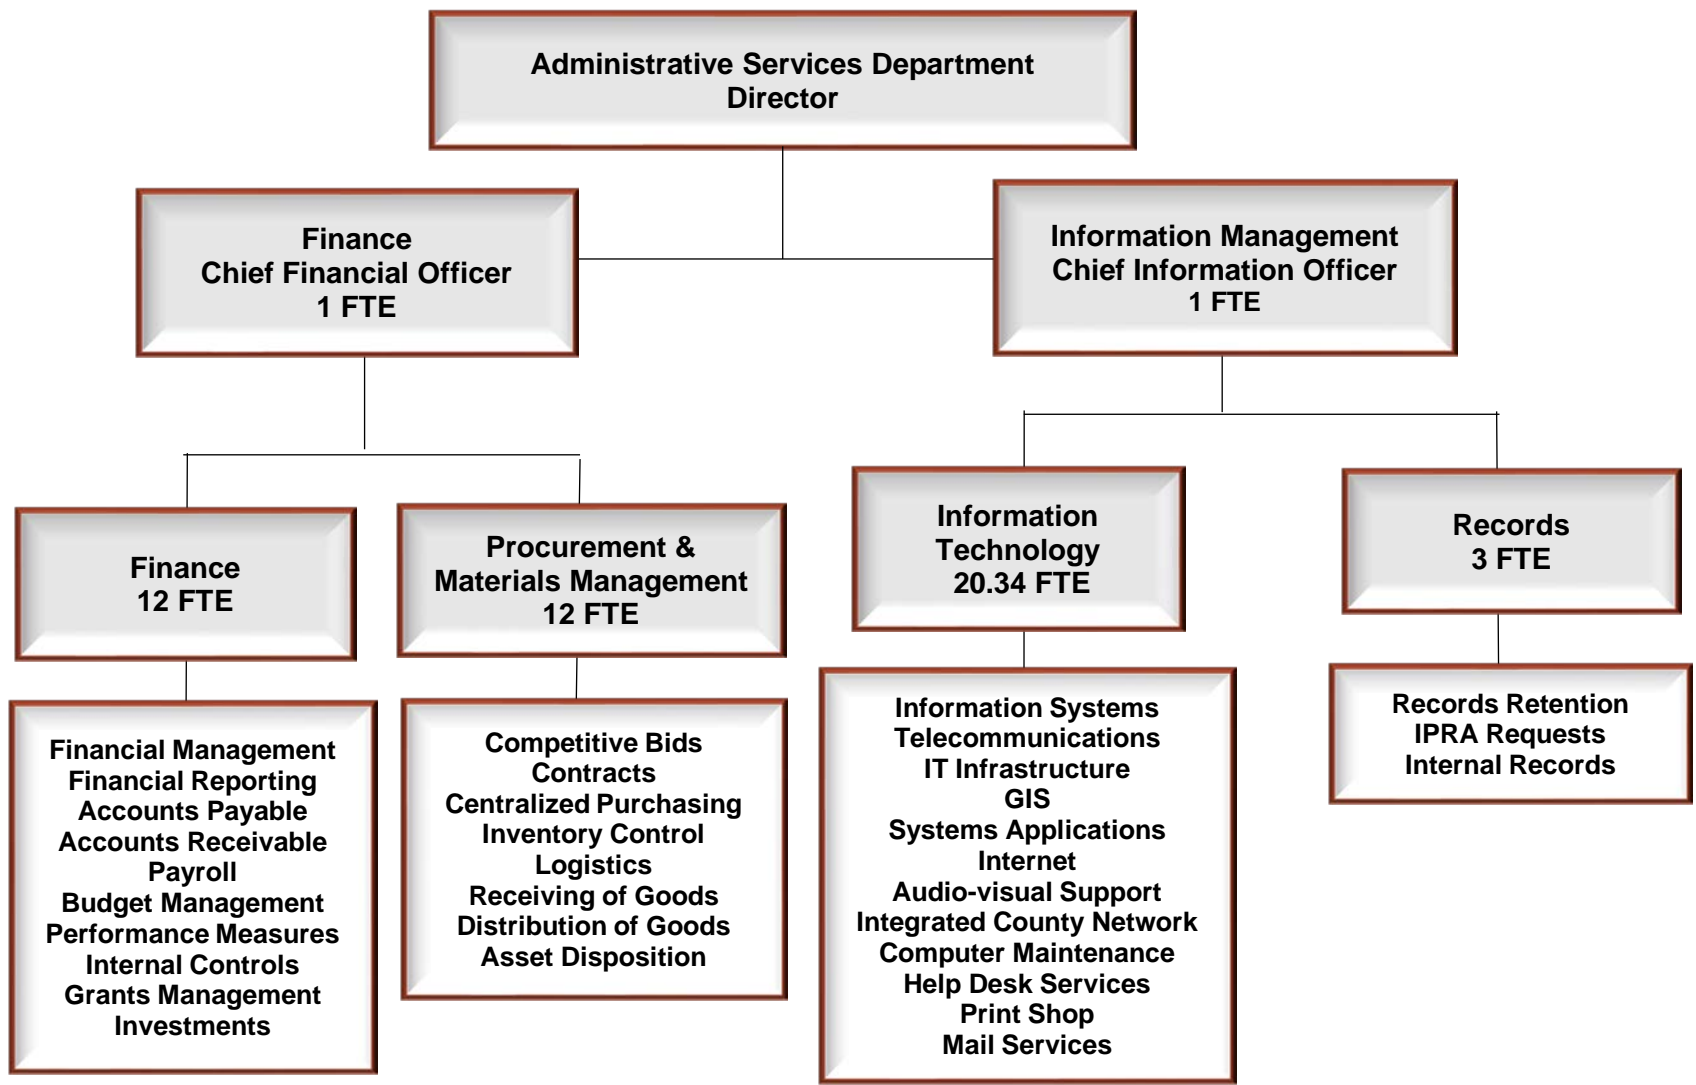 Administrative Services Department
Director
Finance
Chief Financial Officer
1 FTE
Information Management
Chief Information Officer
1 FTE
Finance
12 FTE
Procurement &
Materials Management
12 FTE
Information
Technology
20.34 FTE
Records
3 FTE
Financial Management
Financial Reporting
Accounts Payable
Accounts Receivable
Payroll
Budget Management
Performance Measures
Internal Controls
Grants Management
Investments
Competitive Bids
Contracts
Centralized Purchasing
Inventory Control
Logistics
Receiving of Goods
Distribution of Goods
Asset Disposition
Information Systems
Telecommunications
IT Infrastructure
GIS
Systems Applications
Internet
Audio-visual Support
Integrated County Network
Computer Maintenance
Help Desk Services
Print Shop
Mail Services
Records Retention
IPRA Requests
Internal Records